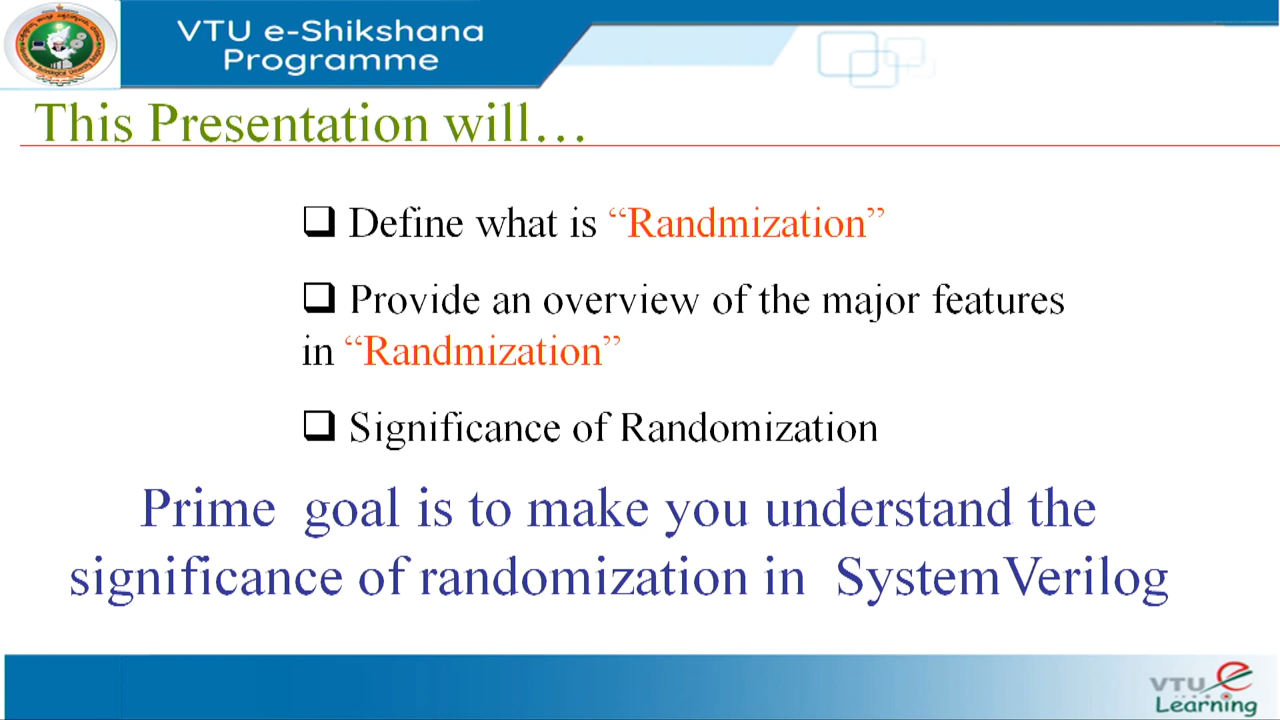 VTU e-Shikshana
Programme
This Presentation will…
❑ Define what is “Randmization”
❑ Provide an overview of the major features
in “Randmization”
❑ Significance of Randomization
Prime goal is to make you understand the
significance of randomization in SystemVerilog
VTU e
Learning